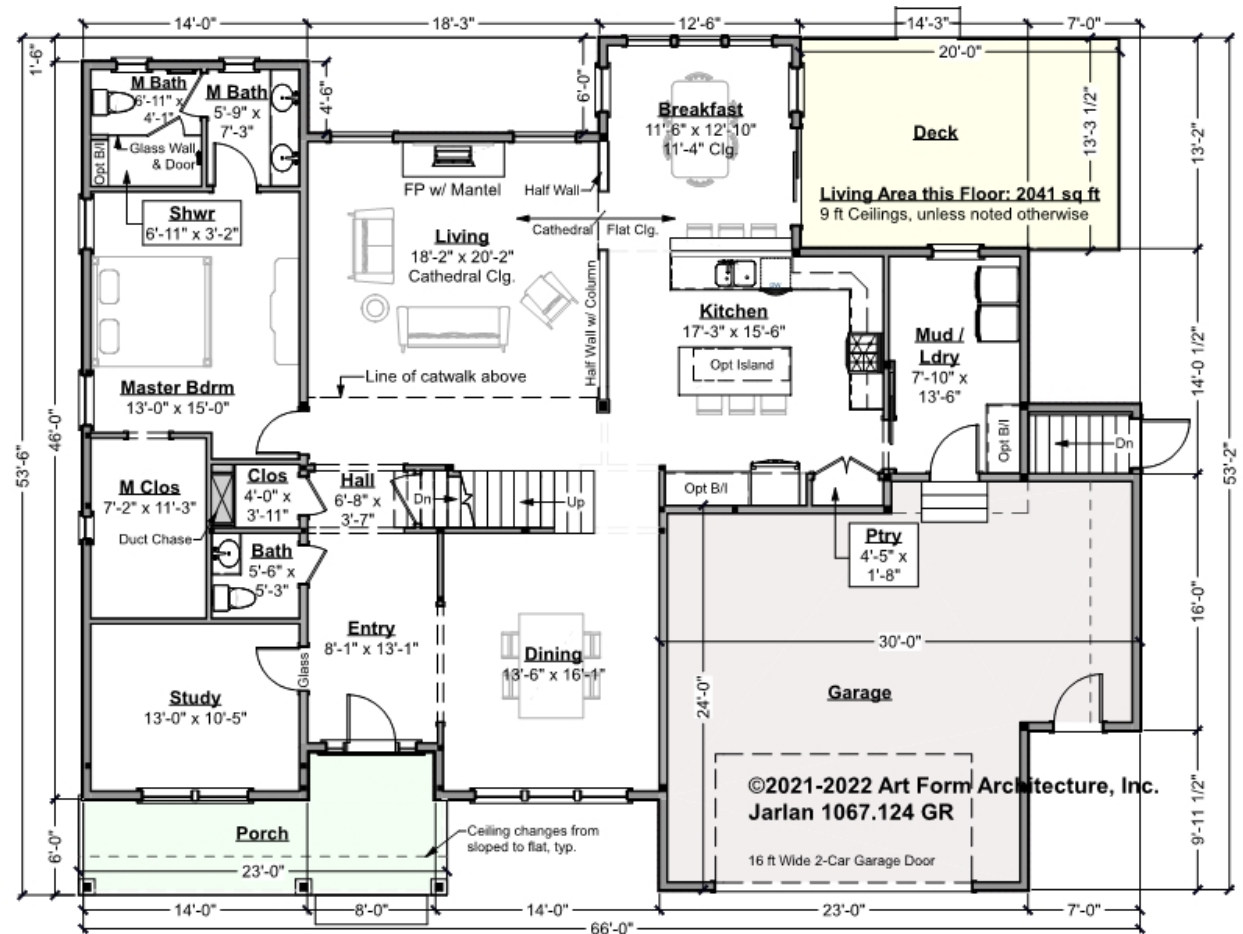 14'-0"
18'-3"
12'-6"
14'-3"
7'-0"
20'-0"
1'-6"
4'-6"
6'-0"
13'-3 1/2"
13'-2"
M Bath
6'-11" x
4'-1"
M Bath
5'-9" x
7'-3"
Opt B/I
Glass Wall
& Door
FP w/ Mantel
Half Wall
Breakfast
11'-6" x 12'-10"
11'-4" Clg.
Deck
Living Area this Floor: 2041 sq ft
9 ft Ceilings, unless noted otherwise
Shwr
6'-11" x 3'-2"
Living
18'-2" x 20'-2"
Cathedral Clg.
Cathedral
Flat Clg.
Half Wall w/ Column
DW
Kitchen
17'-3" x 15'-6"
Opt Island
Mud /
Ldry
7'-10" x
13'-6"
14'-0 1/2"
Master Bdrm
13'-0" x 15'-0"
Line of catwalk above
Opt B/I
Dn
53'-6"
46'-0"
53'-2"
M Clos
7'-2" x 11'-3"
Clos
4'-0" x
3'-11"
Hall
6'-8" x
3'-7"
Dn
Up
Opt B/I
Duct Chase
Bath
5'-6" x
5'-3"
Ptry
4'-5" x
1'-8"
16'-0"
Entry
8'-1" x 13'-1"
Glass
Dining
13'-6" x 16'-1"
30'-0"
24'-0"
Garage
Study
13'-0" x 10'-5"
©2021-2022 Art Form Architecture, Inc.
Jarlan 1067.124 GR
9'-11 1/2"
16 ft Wide 2-Car Garage Door
Porch
Ceiling changes from
sloped to flat, typ.
6'-0"
23'-0"
14'-0"
8'-0"
14'-0"
23'-0"
7'-0"
66'-0"